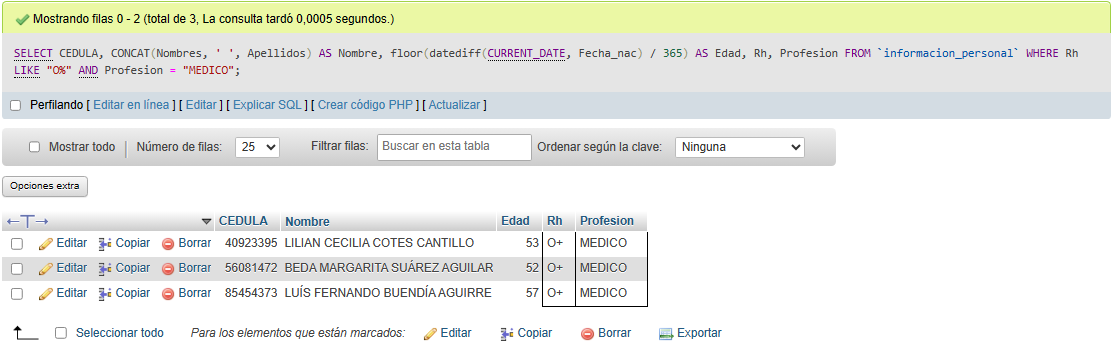 Mostrando filas 0 - 2 (total de 3, La consulta tardó 0,0005 segundos.)
SELECT CEDULA, CONCAT(Nombres, ' ', Apellidos) AS Nombre, floor(datediff(CURRENT_DATE, Fecha_nac) / 365) AS Edad, Rh, Profesion FROM `informacion_personal` WHERE Rh
LIKE "O%" AND Profesion = "MEDICO";
Perfilando [ Editar en línea ] [ Editar ] [ Explicar SQL ] [ Crear código PHP ] [ Actualizar ]
Mostrar todo | Número de filas: 25 Filtrar filas: Buscar en esta tabla Ordenar según la clave: Ninguna
Opciones extra
←T→ CEDULA Nombre Edad Rh Profesion
Editar Copiar Borrar 40923395 LILIAN CECILIA COTES CANTILLO 53 O+ MEDICO
Editar Copiar Borrar 56081472 BEDA MARGARITA SUÁREZ AGUILAR 52 O+ MEDICO
Editar Copiar Borrar 85454373 LUÍS FERNANDO BUENDÍA AGUIRRE 57 O+ MEDICO
Seleccionar todo Para los elementos que están marcados: Editar Copiar Borrar Exportar